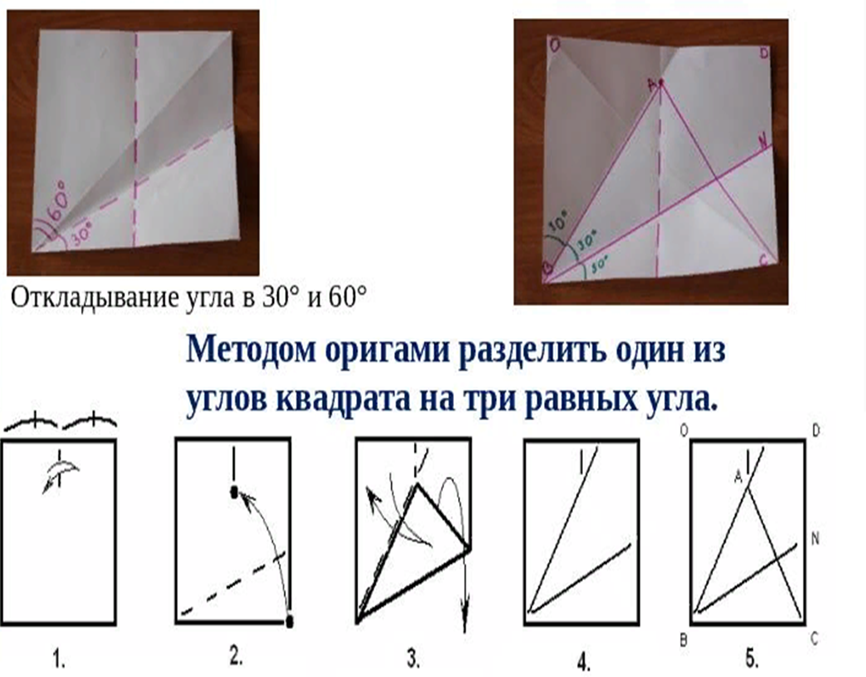 60°
30°
O
D
A
N
30°
30°
30°
B
C
Откладывание угла в 30° и 60°
Методом оригами разделить один из
углов квадрата на три равных угла.
O
D
A
N
B
C
1.
2.
3.
4.
5.